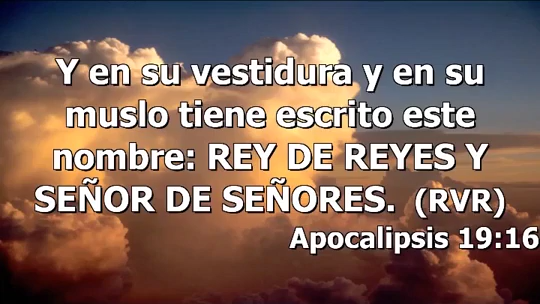 Y en su vestidura y en su
muslo tiene escrito este
nombre: REY DE REYES Y
SEÑOR DE SEÑORES. (RVR)
Apocalipsis 19:16